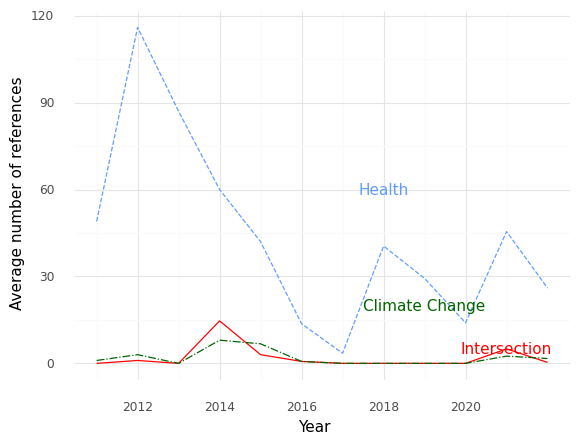 120
90
60
30
0
Average number of references
Health
Climate Change
Intersection
2012 2014 2016 2018 2020
Year